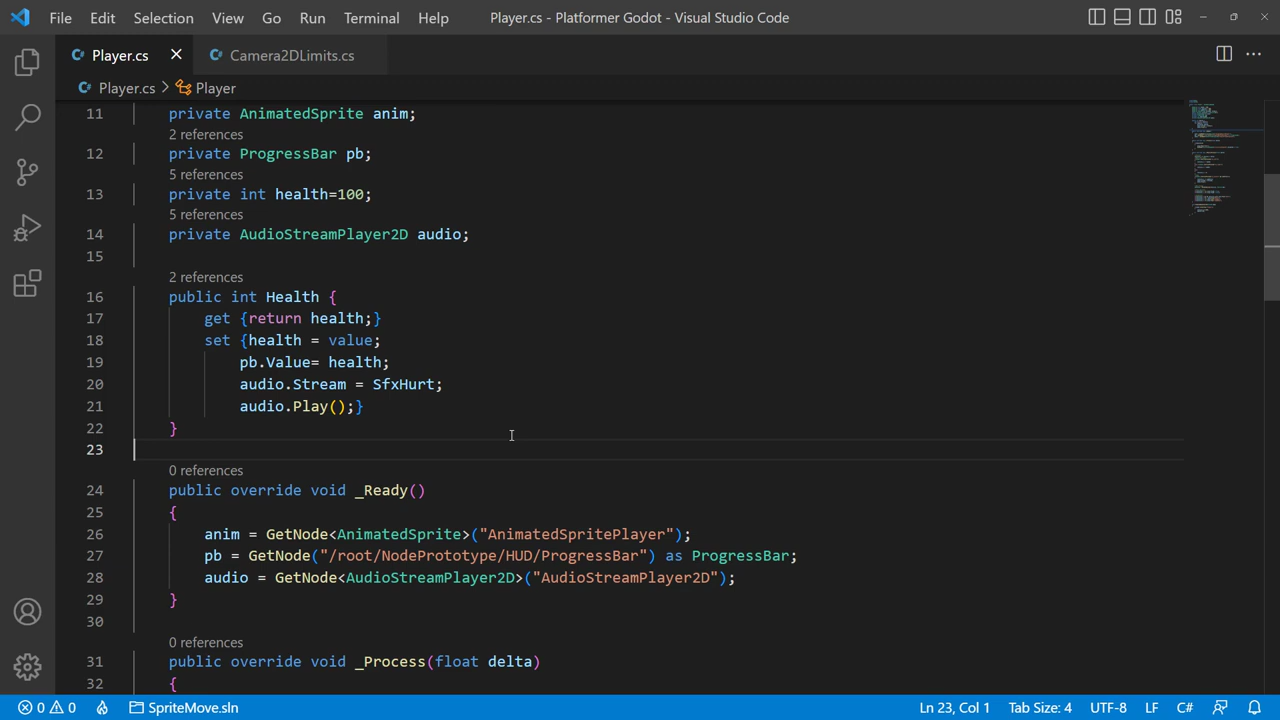 File Edit Selection View Go Run Terminal Help Player.cs - Platformer Godot - Visual Studio Code
Player.cs Camera2DLimits.cs
Player.cs Player
11 private AnimatedSprite anim;
2 references
12 private ProgressBar pb;
5 references
13 private int health=100;
5 references
14 private AudioStreamPlayer2D audio;
15
2 references
16 public int Health {
17 get {return health;}
18 set {health = value;
19 pb.Value= health;
20 audio.Stream = SfxHurt;
21 audio.Play();}
22 }
23
0 references
24 public override void _Ready()
25 {
26 anim = GetNode<AnimatedSprite>("AnimatedSpritePlayer");
27 pb = GetNode("/root/NodePrototype/HUD/ProgressBar") as ProgressBar;
28 audio = GetNode<AudioStreamPlayer2D>("AudioStreamPlayer2D");
29 }
30
0 references
31 public override void _Process(float delta)
32 {
0 0 SpriteMove.sln Ln 23, Col 1 Tab Size: 4 UTF-8 LF C#